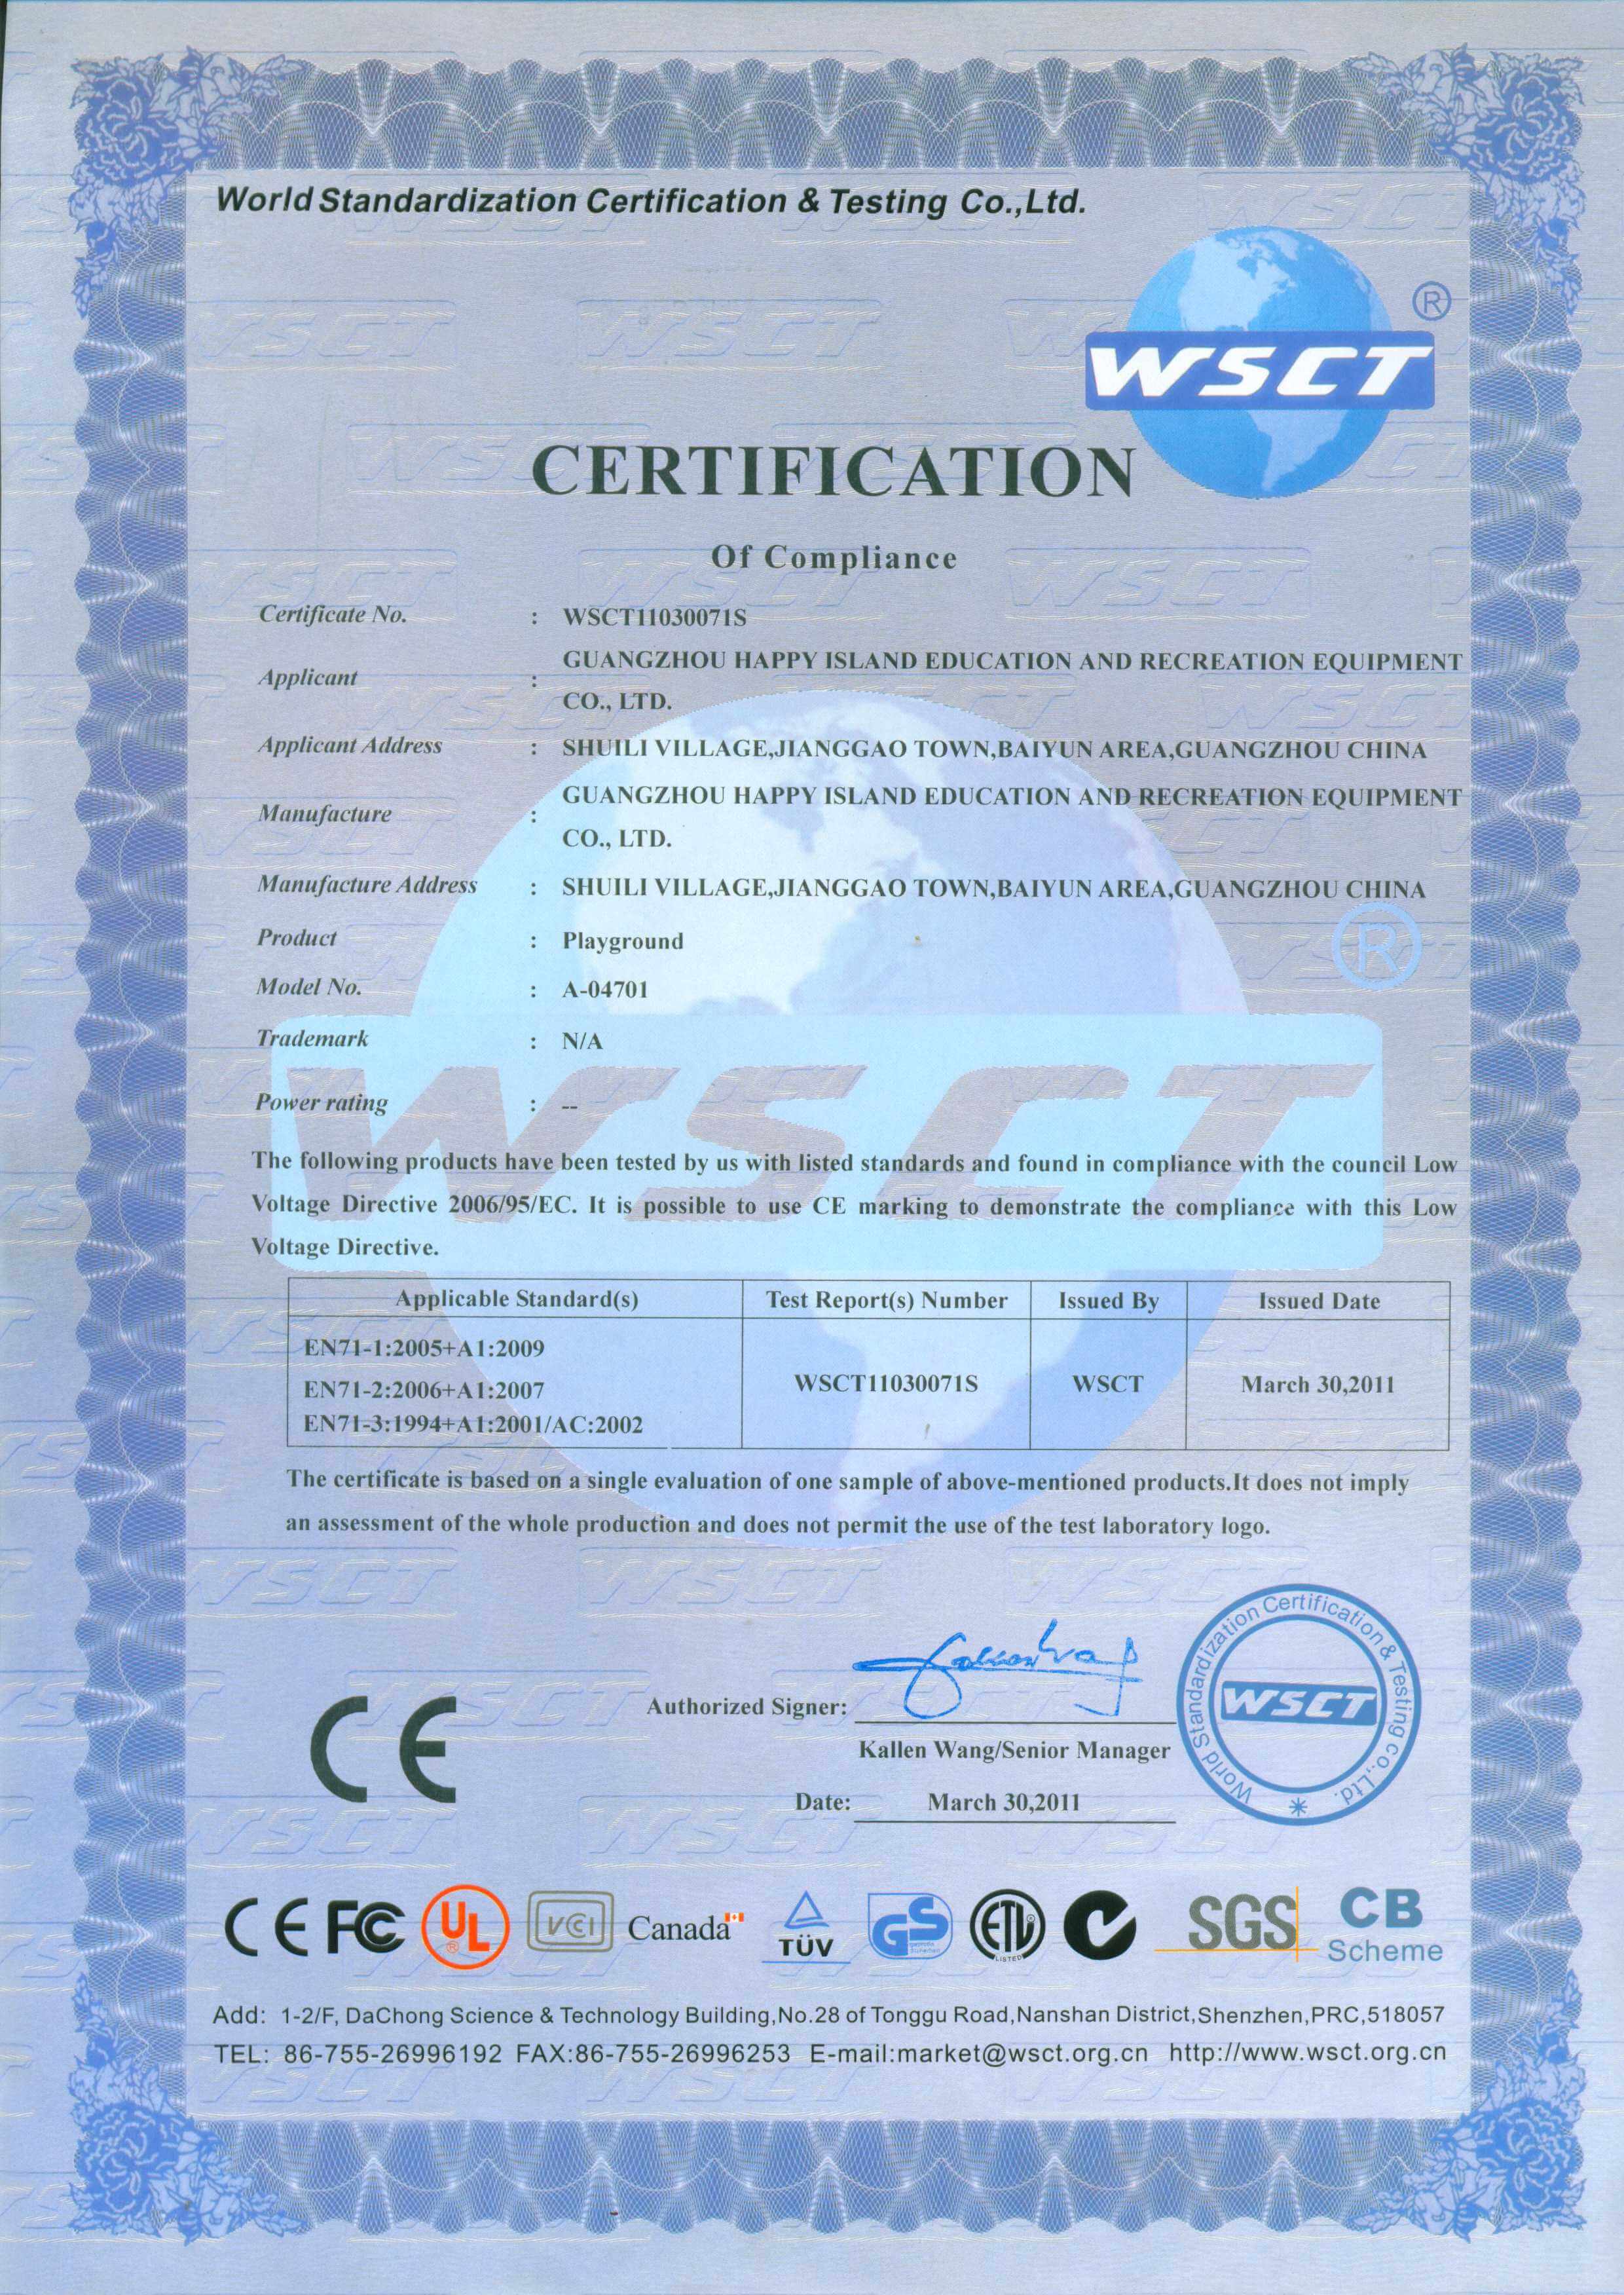 World Standardization Certification & Testing Co.,Ltd.
®
WSCT
CERTIFICATION
Of Compliance
Certificate No. : WSCT11030071S
Applicant : GUANGZHOU HAPPY ISLAND EDUCATION AND RECREATION EQUIPMENT
CO., LTD.
Applicant Address : SHUILI VILLAGE,JIANGGAO TOWN,BAIYUN AREA,GUANGZHOU CHINA
Manufacture : GUANGZHOU HAPPY ISLAND EDUCATION AND RECREATION EQUIPMENT
CO., LTD.
Manufacture Address : SHUILI VILLAGE,JIANGGAO TOWN,BAIYUN AREA,GUANGZHOU CHINA
Product : Playground
®
Model No. : A-04701
Trademark : N/A
WSCT
Power rating : --
The following products have been tested by us with listed standards and found in compliance with the council Low
Voltage Directive 2006/95/EC. It is possible to use CE marking to demonstrate the compliance with this Low
Voltage Directive.
Applicable Standard(s) Test Report(s) Number Issued By Issued Date
EN71-1:2005+A1:2009
EN71-2:2006+A1:2007
WSCT11030071S WSCT March 30,2011
EN71-3:1994+A1:2001/AC:2002
The certificate is based on a single evaluation of one sample of above-mentioned products.It does not imply
an assessment of the whole production and does not permit the use of the test laboratory logo.
CE
Authorized Signer:
Kallen Wang/Senior Manager
Date: March 30,2011
World Standardization Certification & Testing co.,Ltd.
WSCT
CE FC UL VCI Canada TÜV GS ETL LISTED C SGS CB Scheme
Add: 1-2/F, DaChong Science & Technology Building,No.28 of Tonggu Road,Nanshan District,Shenzhen,PRC,518057
TEL: 86-755-26996192 FAX:86-755-26996253 E-mail:market@wsct.org.cn http://www.wsct.org.cn